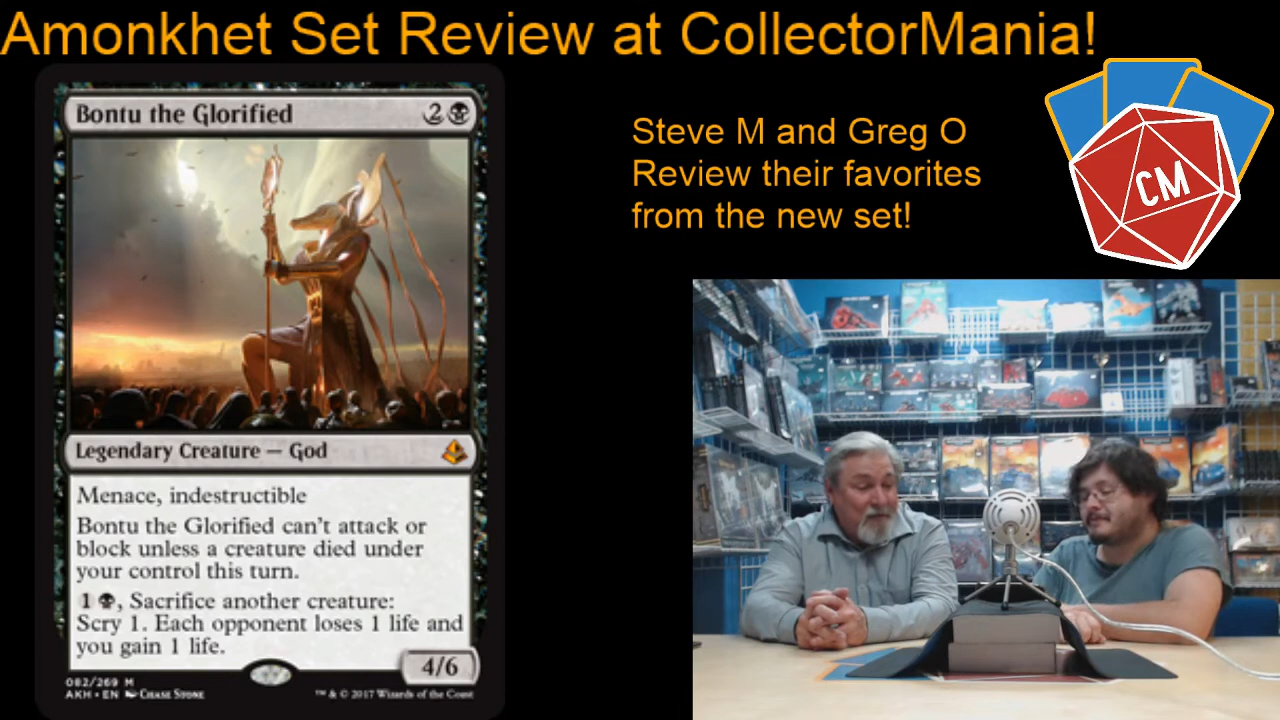 Amonkhet Set Review at CollectorMania!
Bontu the Glorified 2
Steve M and Greg O
Review their favorites
from the new set!
CM
Legendary Creature — God
Menace, indestructible
Bontu the Glorified can't attack or
block unless a creature died under
your control this turn.
1 , Sacrifice another creature:
Scry 1. Each opponent loses 1 life and
you gain 1 life.
4/6
082/269 M
AKH • EN Chase Stone
™ & © 2017 Wizards of the Coast